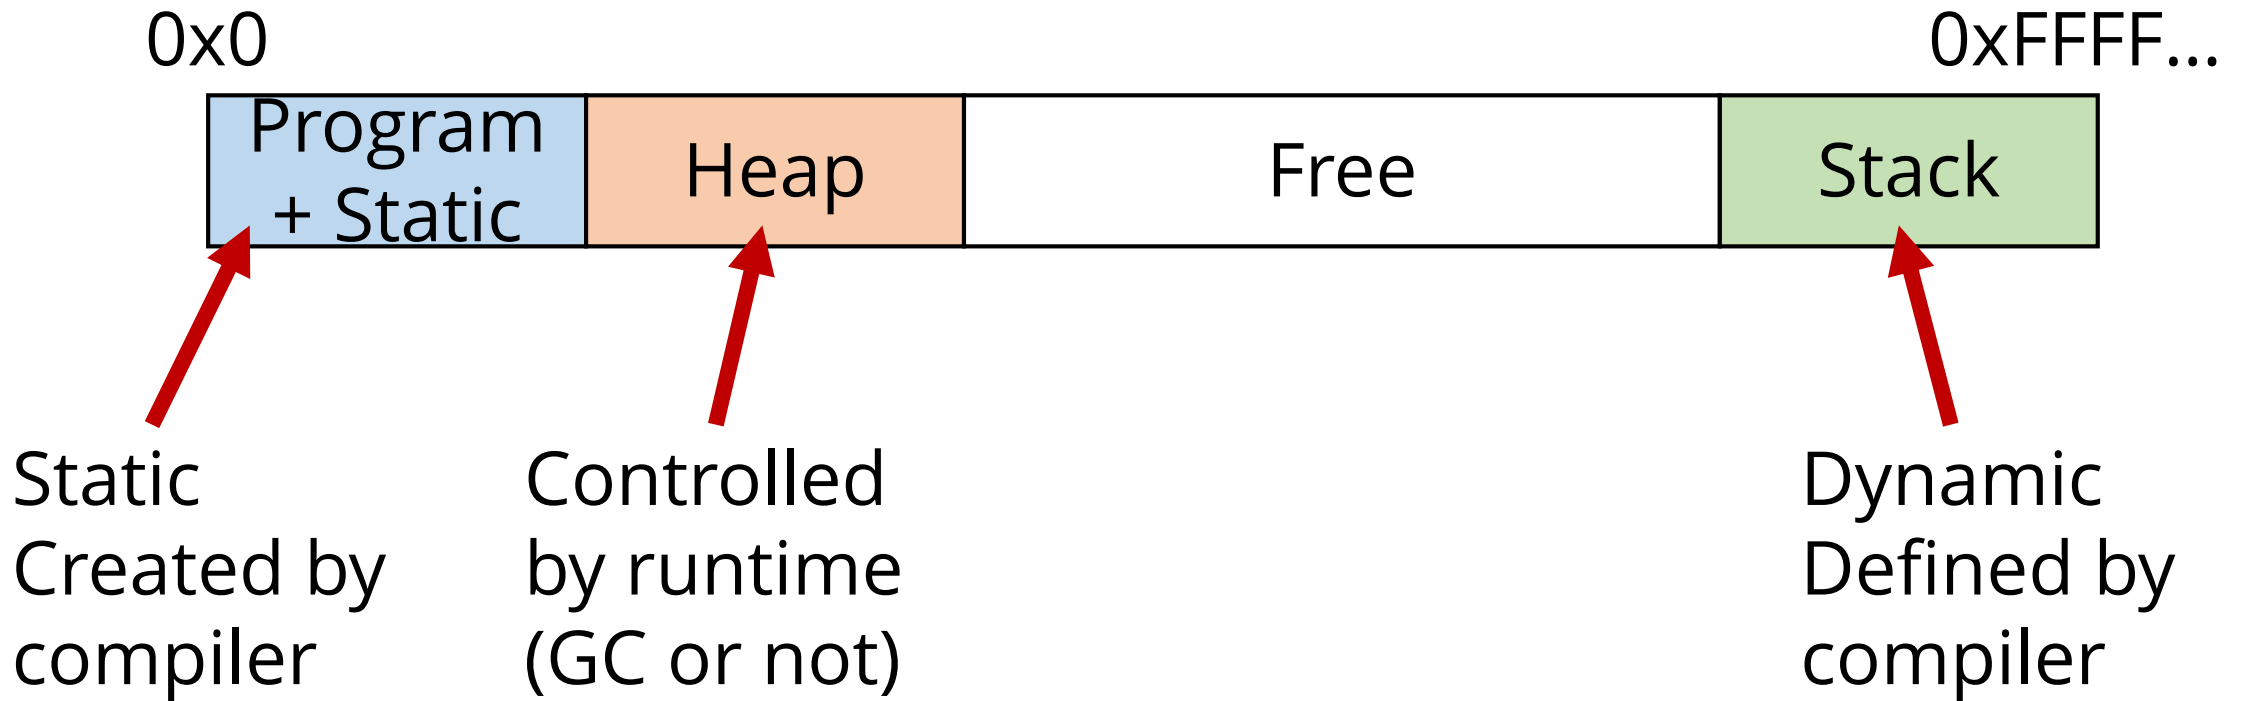 0x0
0xFFFF...
Program
+ Static
Heap
Free
Stack
Static
Created by
compiler
Controlled
by runtime
(GC or not)
Dynamic
Defined by
compiler